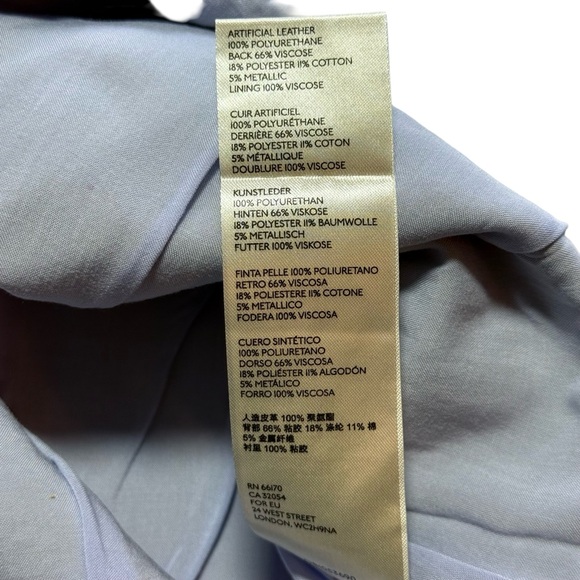 ARTIFICIAL LEATHER
100% POLYURETHANE
BACK 66% VISCOSE
18% POLYESTER 11% COTTON
5% METALLIC
LINING 100% VISCOSE
CUIR ARTIFICIEL
100% POLYURÉTHANE
DERRIÈRE 66% VISCOSE
18% POLYESTER 11% COTON
5% MÉTALLIQUE
DOUBLURE 100% VISCOSE
KUNSTLEDER
100% POLYURETHAN
HINTEN 66% VISKOSE
18% POLYESTER 11% BAUMWOLLE
5% METALLISCH
FUTTER 100% VISKOSE
FINTA PELLE 100% POLIURETANO
RETRO 66% VISCOSA
18% POLIESTERE 11% COTONE
5% METALLICO
FODERA 100% VISCOSA
CUERO SINTÉTICO
100% POLIURETANO
DORSO 66% VISCOSA
18% POLIÉSTER 11% ALGODÓN
5% METÁLICO
FORRO 100% VISCOSA
人造皮革 100% 聚氨酯
背部 66% 粘胶 18% 涤纶 11% 棉
5% 金属纤维
衬里 100% 粘胶
RN 66170
CA 32054
FOR EU
24 WEST STREET
LONDON, WC2H9NA